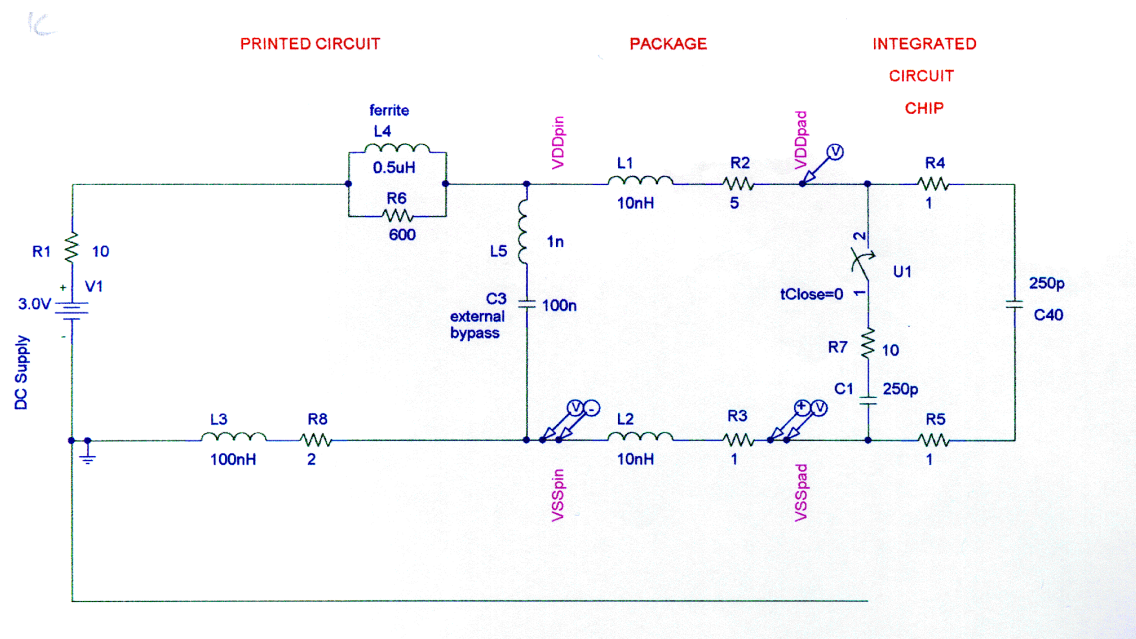 IC
PRINTED CIRCUIT
PACKAGE
INTEGRATED
CIRCUIT
CHIP
ferrite
L4
0.5uH
R6
600
VDDpin
L1
10nH
R2
5
VDDpad
V
R4
1
R1
10
+
V1
3.0V
-
DC Supply
L5
1n
C3
100n
external
bypass
2
U1
tClose=0
1
R7
10
C1
250p
250p
C40
L3
100nH
R8
2
V
-
L2
10nH
R3
1
+
V
R5
1
VSSpin
VSSpad